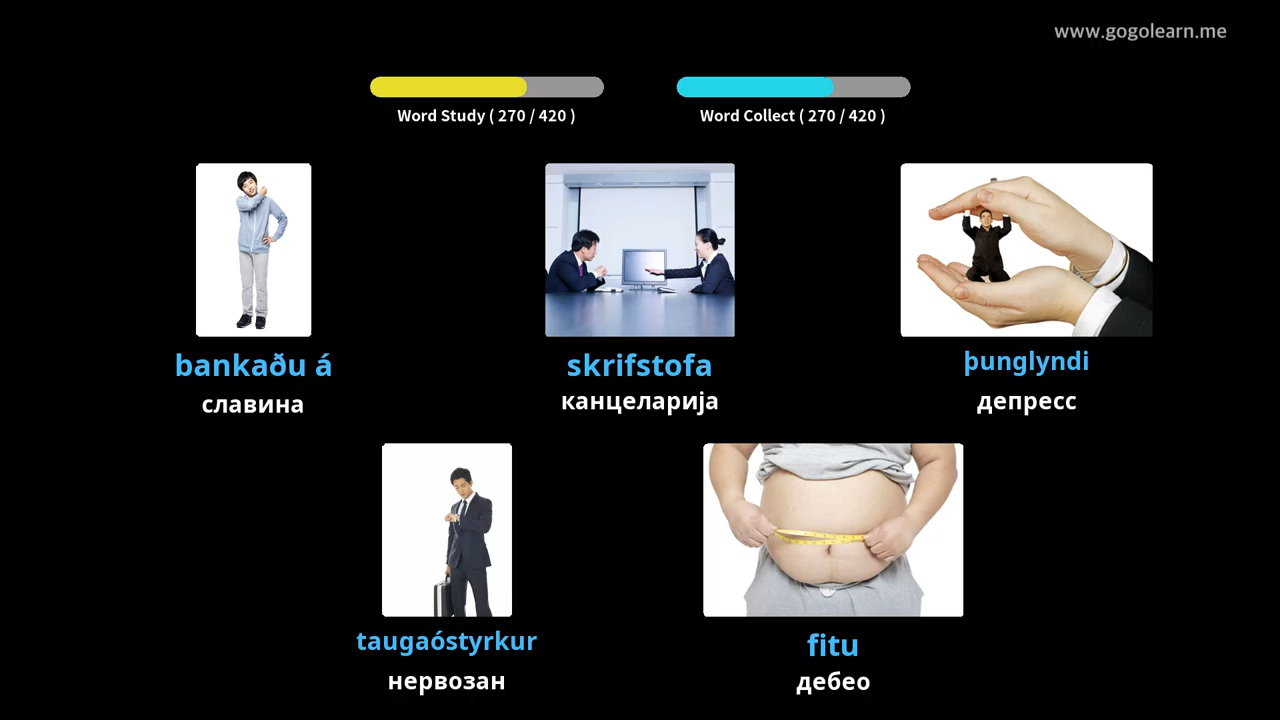 www.gogolearn.me
Word Study ( 270 / 420 )
Word Collect ( 270 / 420 )
bankaðu á
славина
skrifstofa
канцеларија
þunglyndi
депресс
taugaóstyrkur
нервозан
fitu
дебео